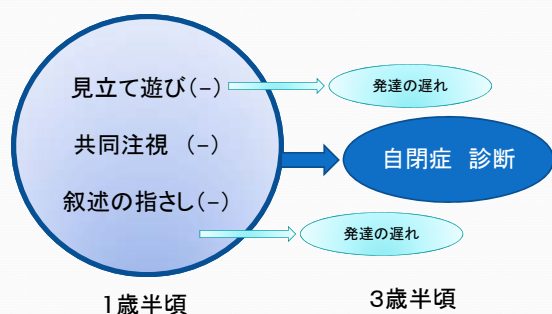 見立て遊び(-)
発達の遅れ
共同注視 (-)
自閉症 診断
叙述の指さし(-)
発達の遅れ
1歳半頃
3歳半頃